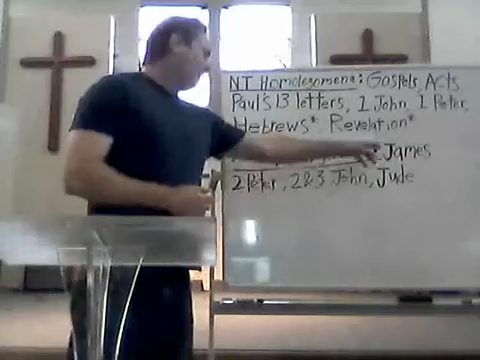 NT Homolegomena: Gospels, Acts
Paul's 13 letters, 1 John, 1 Peter,
Hebrews*, Revelation*
: James
2 Peter, 2&3 John, Jude